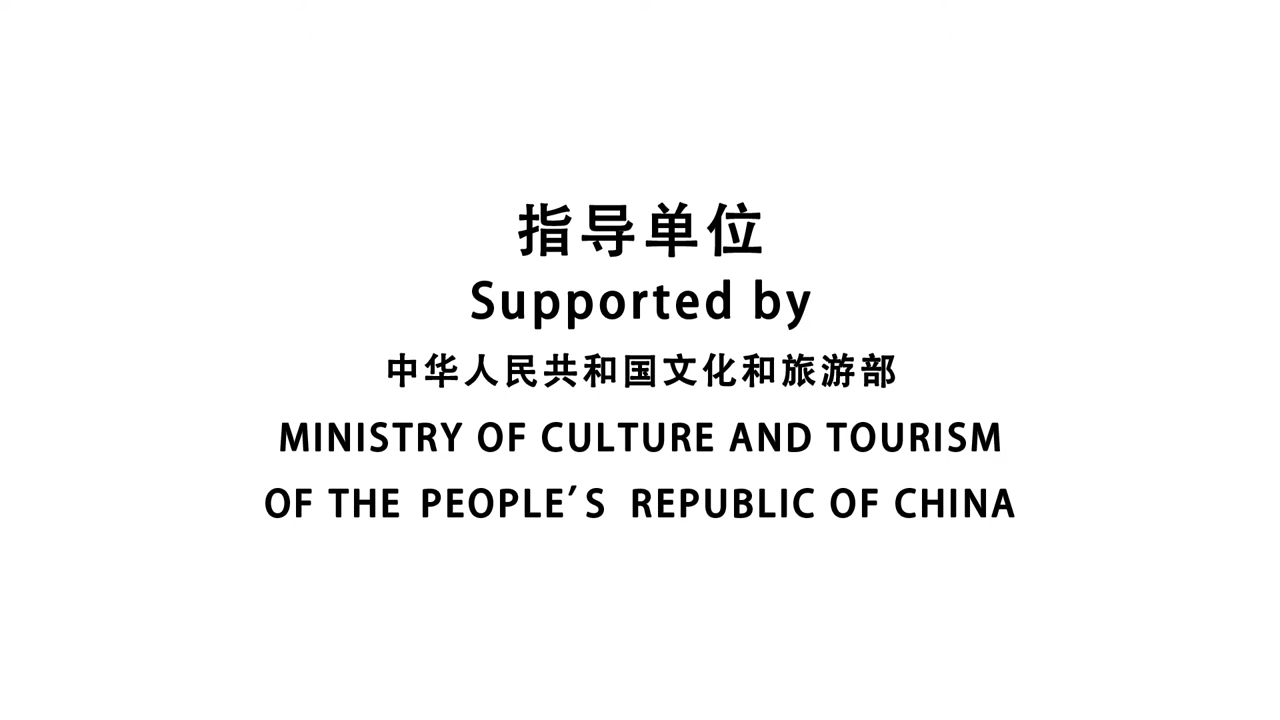 指导单位
Supported by
中华人民共和国文化和旅游部
MINISTRY OF CULTURE AND TOURISM
OF THE PEOPLE′S REPUBLIC OF CHINA